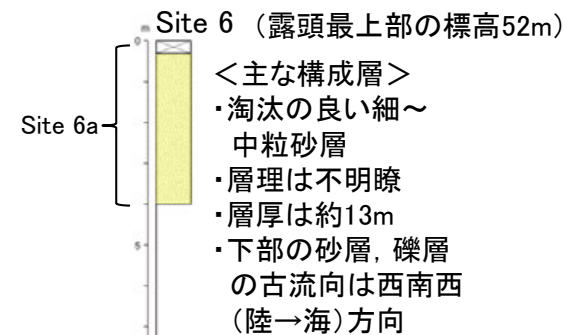 Site 6 (露頭最上部の標高52m)
m
0
<主な構成層>
・淘汰の良い細～
中粒砂層
Site 6a
・層理は不明瞭
・層厚は約13m
5
・下部の砂層，礫層
の古流向は西南西
(陸→海)方向